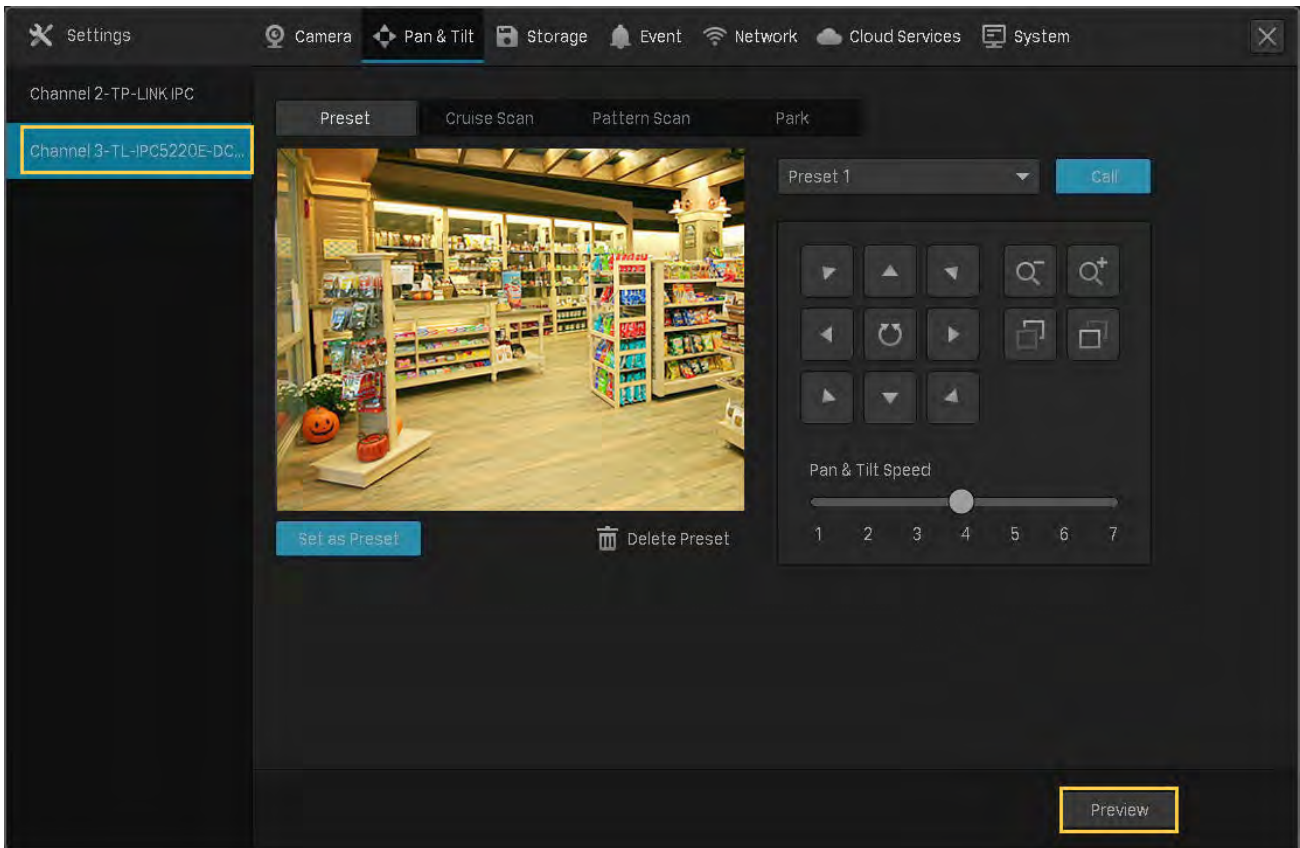 Settings
Camera Pan & Tilt Storage Event Network Cloud Services System
Channel 2-TP-LINK IPC
Channel 3-TL-IPC5220E-DC...
Preset Cruise Scan Pattern Scan Park
Preset 1 Call
Pan & Tilt Speed
1 2 3 4 5 6 7
Set as Preset Delete Preset
Preview